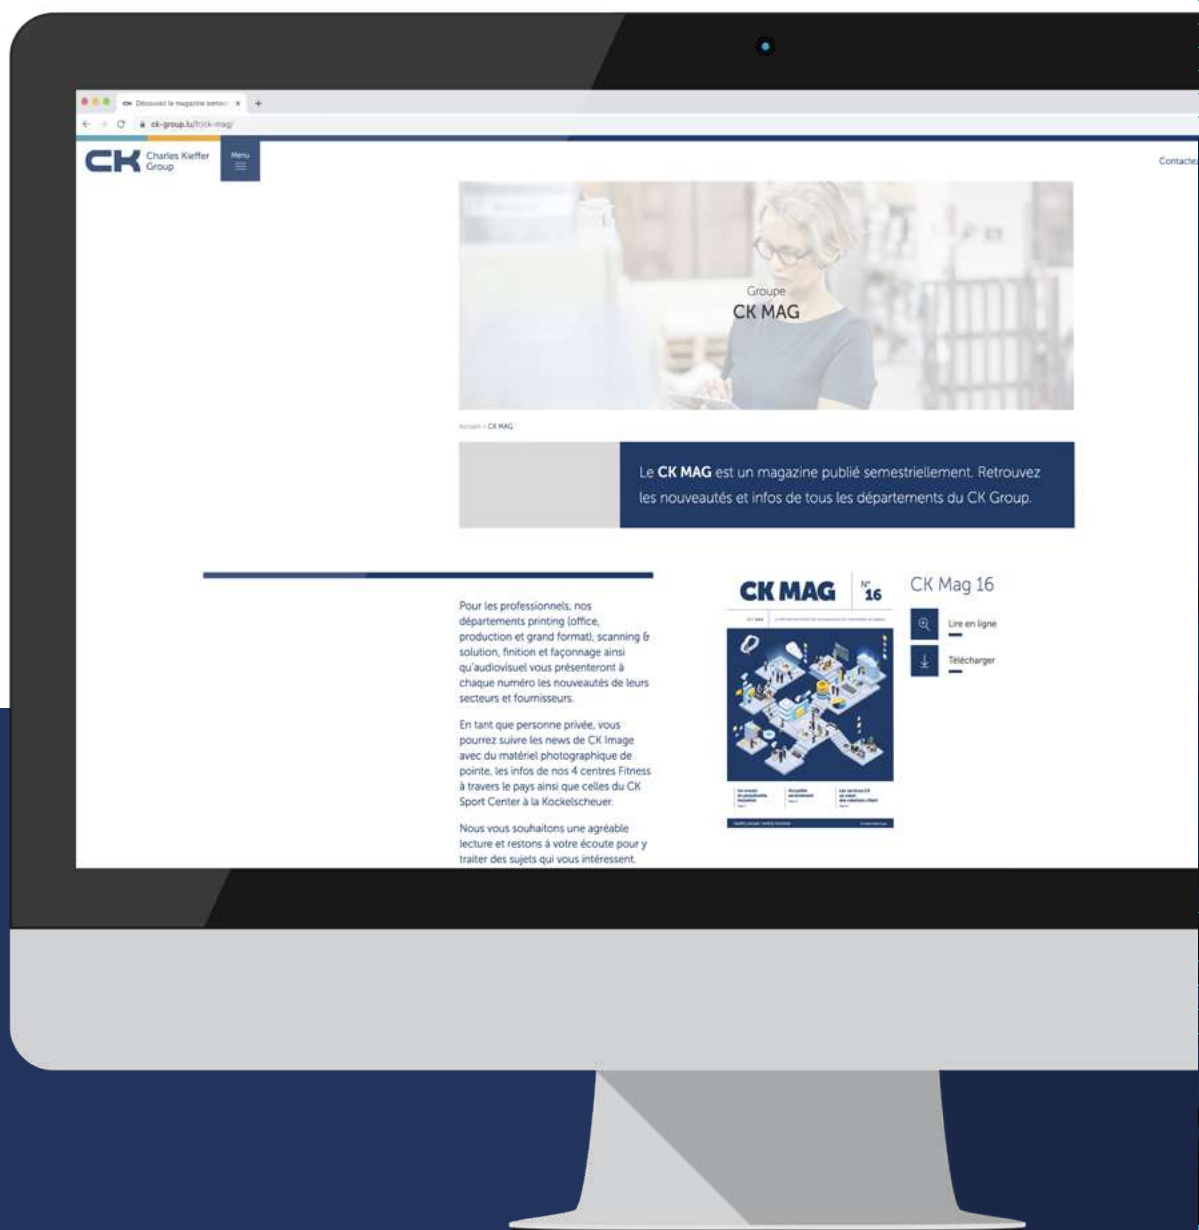 CK Découvez le magazine semes
ck-group.lu/fr/ck-mag/
CK Charles Kieffer
Group
Menu
Contactez
Groupe
CK MAG
Accueil » CK MAG
Le CK MAG est un magazine publié semestriellement. Retrouvez
les nouveautés et infos de tous les départements du CK Group.
Pour les professionnels, nos
départements printing (office,
production et grand format), scanning &
solution, finition et façonnage ainsi
qu'audiovisuel vous présenteront à
chaque numéro les nouveautés de leurs
secteurs et fournisseurs.
En tant que personne privée, vous
pourrez suivre les news de CK Image
avec du matériel photographique de
pointe, les infos de nos 4 centres Fitness
à travers le pays ainsi que celles du CK
Sport Center à la Kockelscheuer.
Nous vous souhaitons une agréable
lecture et restons à votre écoute pour y
traiter des sujets qui vous intéressent.
CK MAG
N°
16
CK Mag 16
Lire en ligne
Télécharger